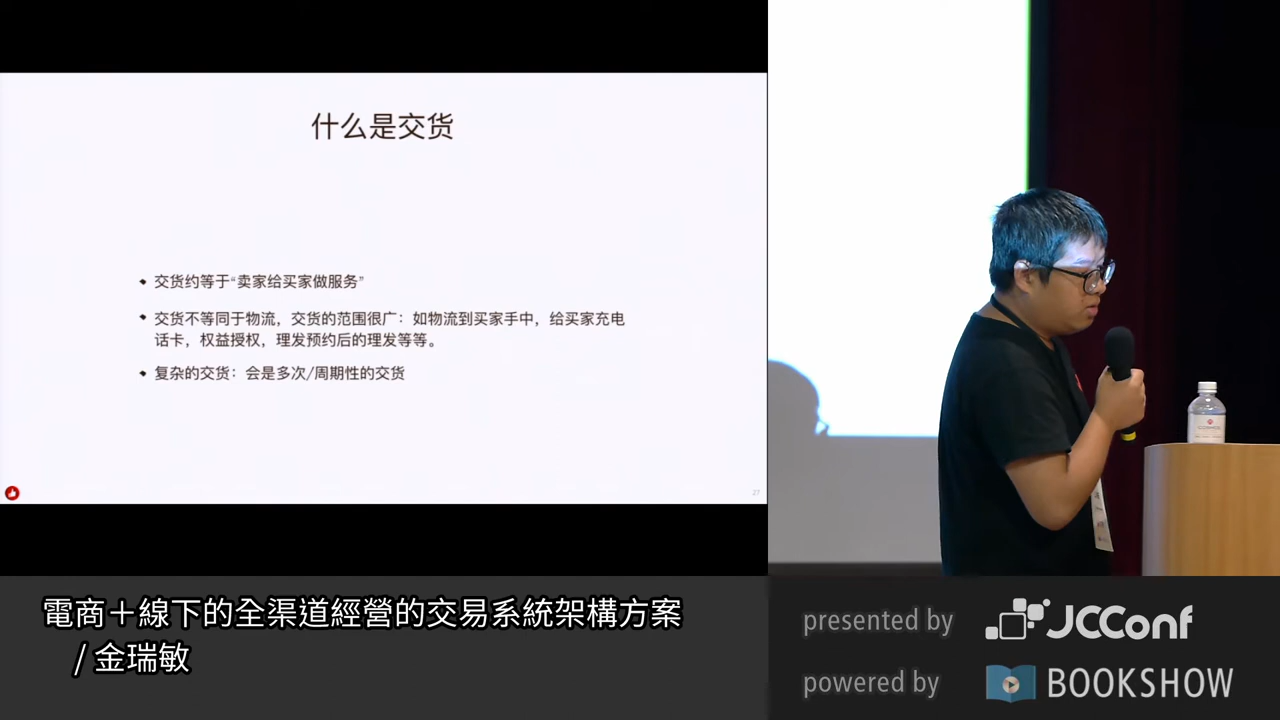 什么是交货
交货约等于“卖家给买家做服务”
交货不等同于物流，交货的范围很广：如物流到买家手中，给买家充电
话卡，权益授权，理发预约后的理发等等。
复杂的交货：会是多次/周期性的交货
27
電商＋線下的全渠道經營的交易系統架構方案
/ 金瑞敏
presented by JCConf
powered by BOOKSHOW